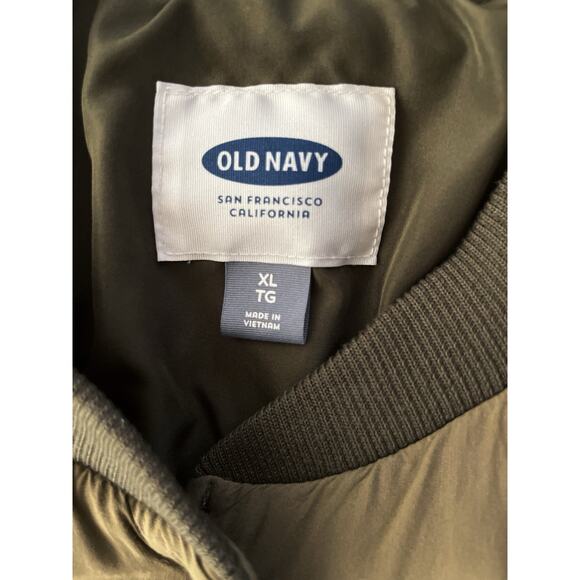 OLD NAVY
SAN FRANCISCO
CALIFORNIA
XL
TG
MADE IN
VIETNAM